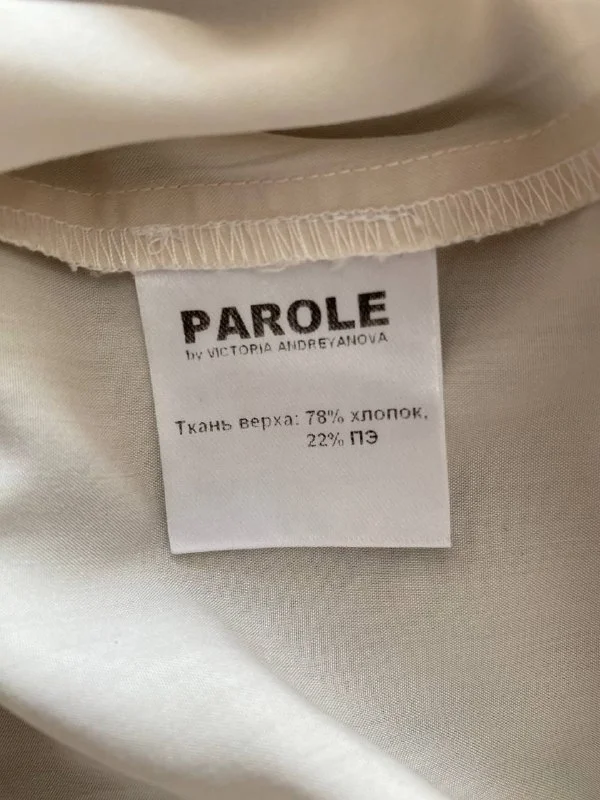 PAROLE
by VICTORIA ANDREYANOVA
Ткань верха: 78% хлопок,
22% ПЭ